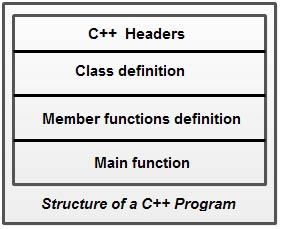 C++ Headers
Class definition
Member functions definition
Main function
Structure of a C++ Program